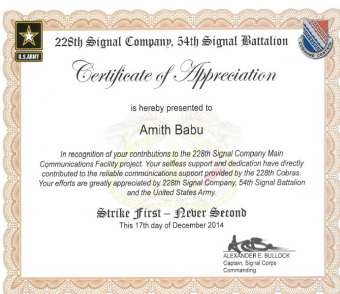 228th Signal Company, 54th Signal Battalion
U.S.ARMY
Certificate of Appreciation
is hereby presented to
Amith Babu
In recognition of your contributions to the 228th Signal Company Main
Communications Facility project. Your selfless support and dedication have directly
contributed to the reliable communications support provided by the 228th Cobras.
Your efforts are greatly appreciated by 228th Signal Company, 54th Signal Battalion
and the United States Army.
Strike First – Never Second
This 17th day of December 2014
ALEXANDER E. BULLOCK
Captain, Signal Corps
Commanding